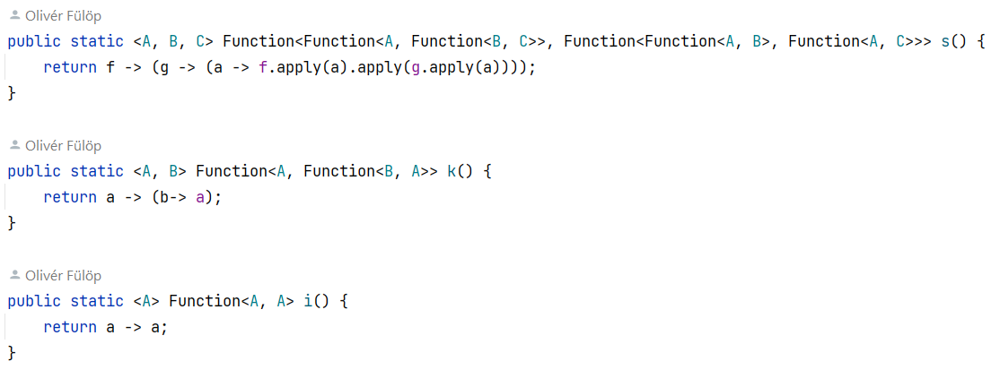 Olivér Fülöp
public static <A, B, C> Function<Function<A, Function<B, C>>, Function<Function<A, B>, Function<A, C>>> s() {
    return f -> (g -> (a -> f.apply(a).apply(g.apply(a))));
}
Olivér Fülöp
public static <A, B> Function<A, Function<B, A>> k() {
    return a -> (b-> a);
}
Olivér Fülöp
public static <A> Function<A, A> i() {
    return a -> a;
}